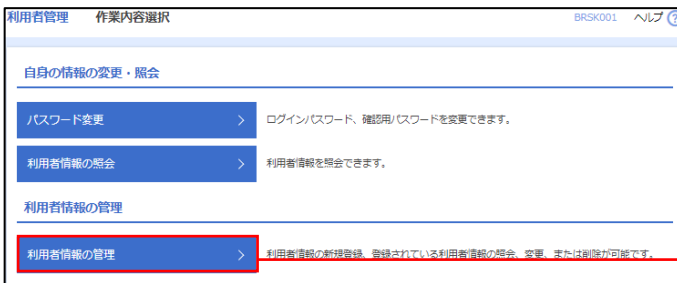 利用者管理 作業内容選択 BRSK001 ヘルプ ?
自身の情報の変更・照会
パスワード変更 > ログインパスワード、確認用パスワードを変更できます。
利用者情報の照会 > 利用者情報を照会できます。
利用者情報の管理
利用者情報の管理 > 利用者情報の新規登録、登録されている利用者情報の照会、変更、または削除が可能です。